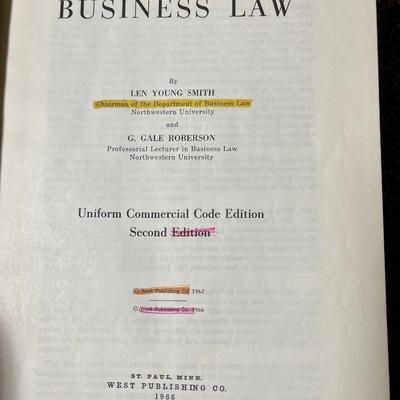 BUSINESS LAW
By
LEN YOUNG SMITH
Chairman of the Department of Business Law
Northwestern University
and
G. GALE ROBERSON
Professorial Lecturer in Business Law
Northwestern University
Uniform Commercial Code Edition
Second Edition
© West Publishing Co. 1962
© West Publishing Co. 1966
ST. PAUL, MINN.
WEST PUBLISHING CO.
1966